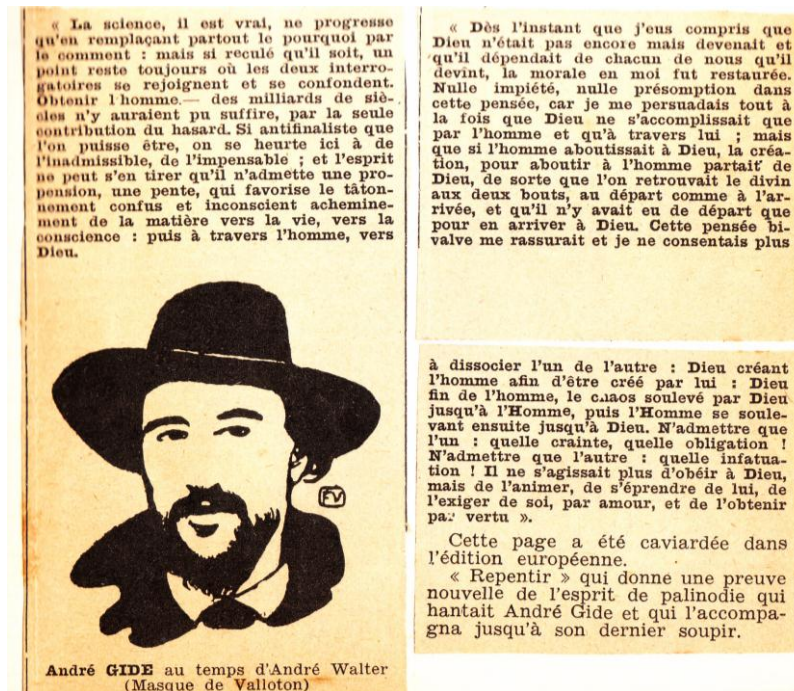 « La science, il est vrai, ne progresse
qu'en remplaçant partout le pourquoi par
le comment : mais si reculé qu'il soit, un
point reste toujours où les deux interro-
gatoires se rejoignent et se confondent.
Obtenir l'homme.— des milliards de siè-
cles n'y auraient pu suffire, par la seule
contribution du hasard. Si antifinaliste que
l'on puisse être, on se heurte ici à de
l'inadmissible, de l'impensable ; et l'esprit
ne peut s'en tirer qu'il n'admette une pro-
pension, une pente, qui favorise le tâton-
nement confus et inconscient achemine-
ment de la matière vers la vie, vers la
conscience : puis à travers l'homme, vers
Dieu.
FV
André GIDE au temps d'André Walter
(Masque de Valloton)
« Dès l'instant que j'eus compris que
Dieu n'était pas encore mais devenait et
qu'il dépendait de chacun de nous qu'il
devint, la morale en moi fut restaurée.
Nulle impiété, nulle présomption dans
cette pensée, car je me persuadais tout à
la fois que Dieu ne s'accomplissait que
par l'homme et qu'à travers lui ; mais
que si l'homme aboutissait à Dieu, la créa-
tion, pour aboutir à l'homme partait de
Dieu, de sorte que l'on retrouvait le divin
aux deux bouts, au départ comme à l'ar-
rivée, et qu'il n'y avait eu de départ que
pour en arriver à Dieu. Cette pensée bi-
valve me rassurait et je ne consentais plus
à dissocier l'un de l'autre : Dieu créant
l'homme afin d'être créé par lui : Dieu
fin de l'homme, le chaos soulevé par Dieu
jusqu'à l'Homme, puis l'Homme se soule-
vant ensuite jusqu'à Dieu. N'admettre que
l'un : quelle crainte, quelle obligation !
N'admettre que l'autre : quelle infatua-
tion ! Il ne s'agissait plus d'obéir à Dieu,
mais de l'animer, de s'éprendre de lui, de
l'exiger de soi, par amour, et de l'obtenir
par vertu ».
Cette page a été caviardée dans
l'édition européenne.
« Repentir » qui donne une preuve
nouvelle de l'esprit de palinodie qui
hantait André Gide et qui l'accompa-
gna jusqu'à son dernier soupir.